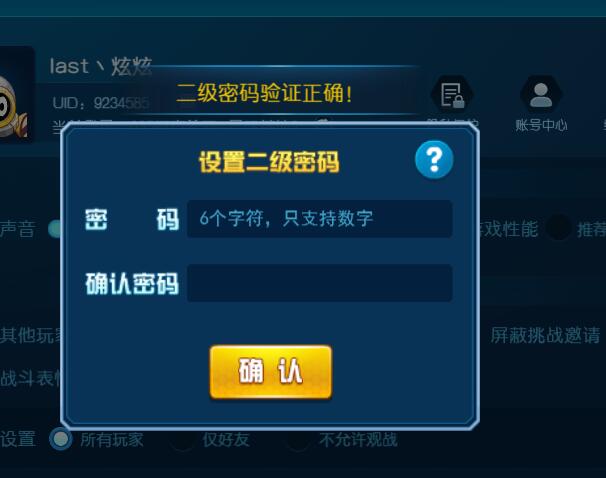 last丶炫炫
二级密码验证正确!
UID：9234585
账号中心
设置二级密码
?
声音
密 码
6个字符，只支持数字
戏性能
推荐
确认密码
其他玩家
屏蔽挑战邀请
确 认
战斗表情
设置
所有玩家
仅好友
不允许观战